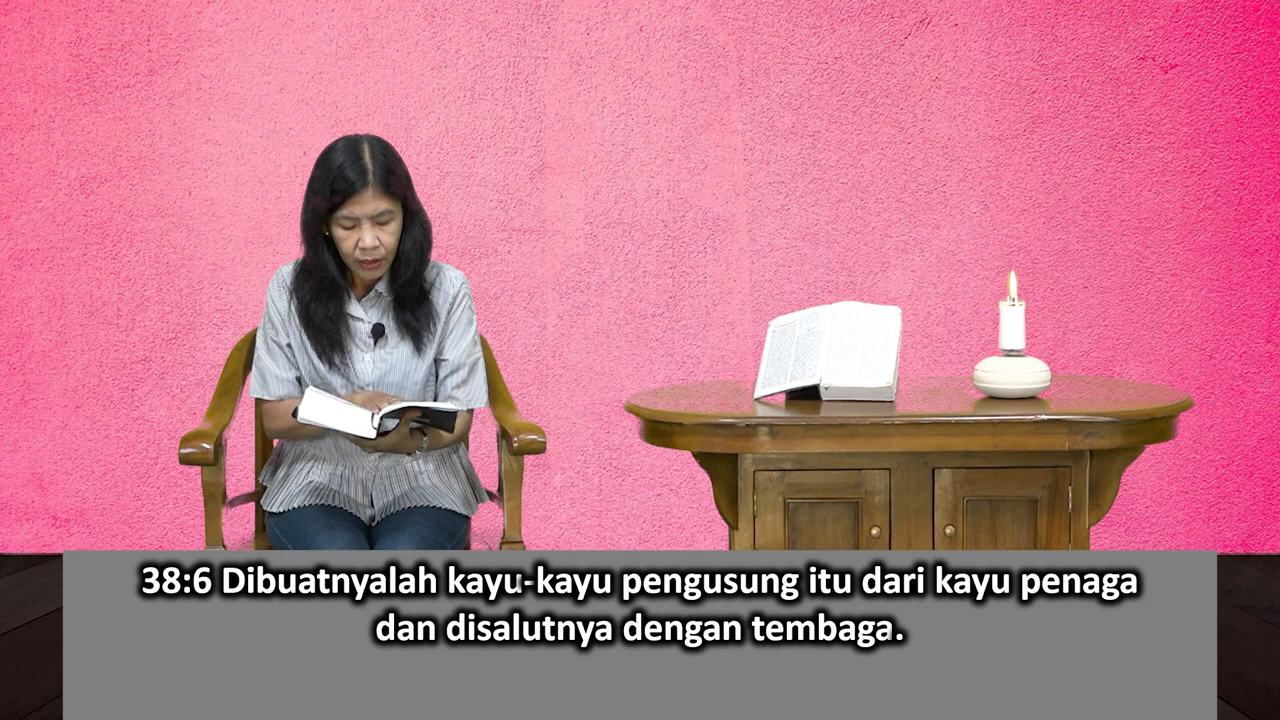 38:6 Dibuatnyalah kayu-kayu pengusung itu dari kayu penaga
dan disalutnya dengan tembaga.